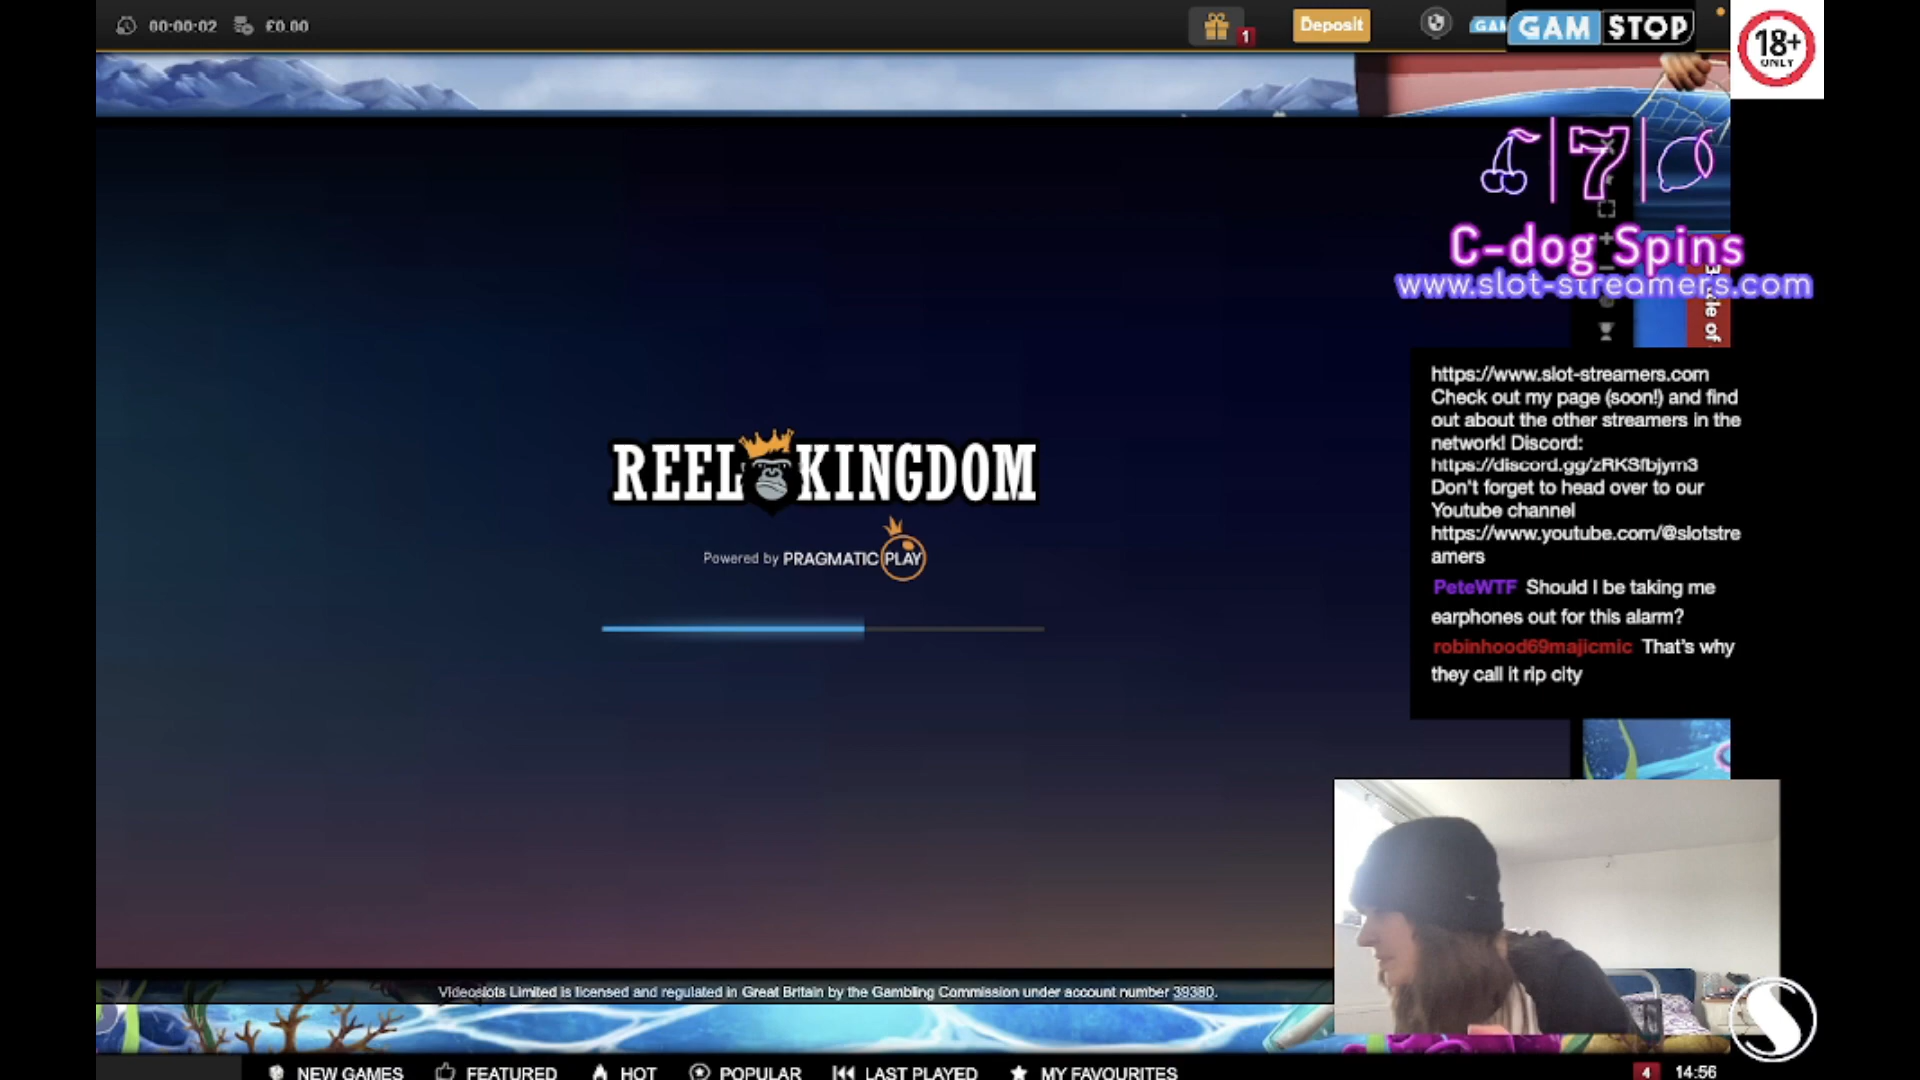 00:00:02 £0.00
1
Deposit
GAM GAMSTOP
18+
ONLY
7
C-dog Spins
www.slot-streamers.com
https://www.slot-streamers.com
Check out my page (soon!) and find
out about the other streamers in the
network! Discord:
https://discord.gg/zRKSfbjym3
Don't forget to head over to our
Youtube channel
https://www.youtube.com/@slotstre
amers
PeteWTF Should I be taking me
earphones out for this alarm?
robinhood69majicmic That's why
they call it rip city
REEL KINGDOM
Powered by PRAGMATIC PLAY
Videoslots Limited is licensed and regulated in Great Britain by the Gambling Commission under account number 39380.
NEW GAMES FEATURED HOT POPULAR LAST PLAYED MY FAVOURITES
4 14:56